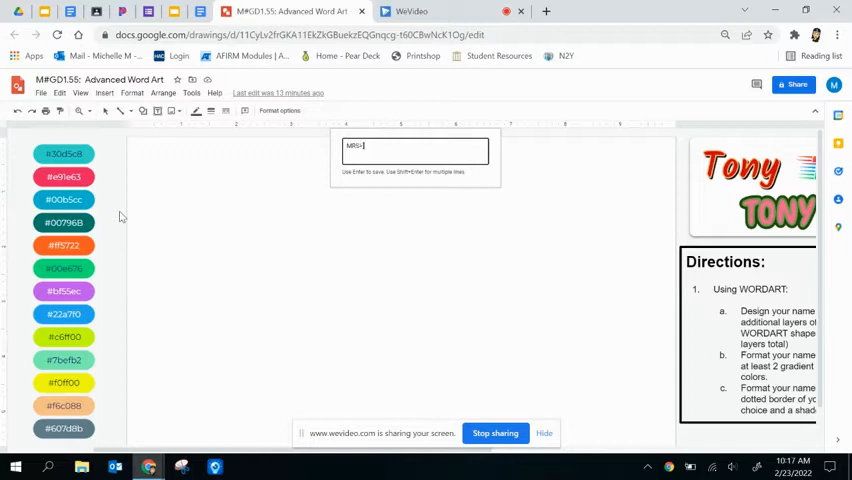 M#GD1.55: Advanced Word Art
WeVideo
docs.google.com/drawings/d/11CyLv2frGKA11EkZkGBuekzEQGnqcg-t60CBwNcK1Og/edit
Apps
Mail - Michelle M ...
Login
AFIRM Modules | A...
Home - Pear Deck
Printshop
Student Resources
N2Y
Reading list
M#GD1.55: Advanced Word Art
File Edit View Insert Format Arrange Tools Help Last edit was 13 minutes ago
Share
M
Format options
MRS>
Use Enter to save. Use Shift+Enter for multiple lines.
#30d5c8
#e91e63
#00b5cc
#00796B
#ff5722
#00e676
#bf55ec
#22a7f0
#c6ff00
#7befb2
#f0ff00
#f6c088
#607d8b
Tony
TONY
Directions:
1. Using WORDART:
a. Design your name
additional layers of
WORDART shape
layers total)
b. Format your name
at least 2 gradient
colors.
c. Format your name
dotted border of yo
choice and a shado
www.wevideo.com is sharing your screen.
Stop sharing
Hide
10:17 AM
2/23/2022